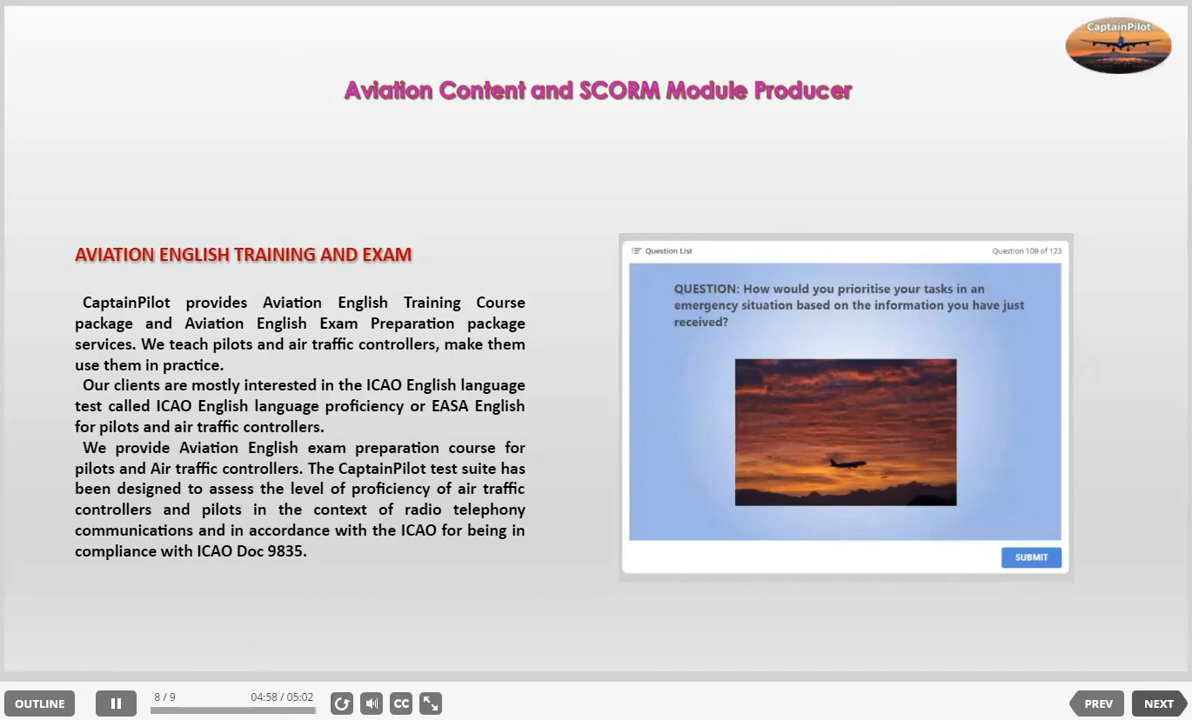 CaptainPilot
Aviation Content and SCORM Module Producer
AVIATION ENGLISH TRAINING AND EXAM
CaptainPilot provides Aviation English Training Course
package and Aviation English Exam Preparation package
services. We teach pilots and air traffic controllers, make them
use them in practice.
Our clients are mostly interested in the ICAO English language
test called ICAO English language proficiency or EASA English
for pilots and air traffic controllers.
We provide Aviation English exam preparation course for
pilots and Air traffic controllers. The CaptainPilot test suite has
been designed to assess the level of proficiency of air traffic
controllers and pilots in the context of radio telephony
communications and in accordance with the ICAO for being in
compliance with ICAO Doc 9835.
Question List
Question 109 of 123
QUESTION: How would you prioritise your tasks in an
emergency situation based on the information you have just
received?
SUBMIT
OUTLINE
8 / 9
04:58 / 05:02
CC
PREV
NEXT